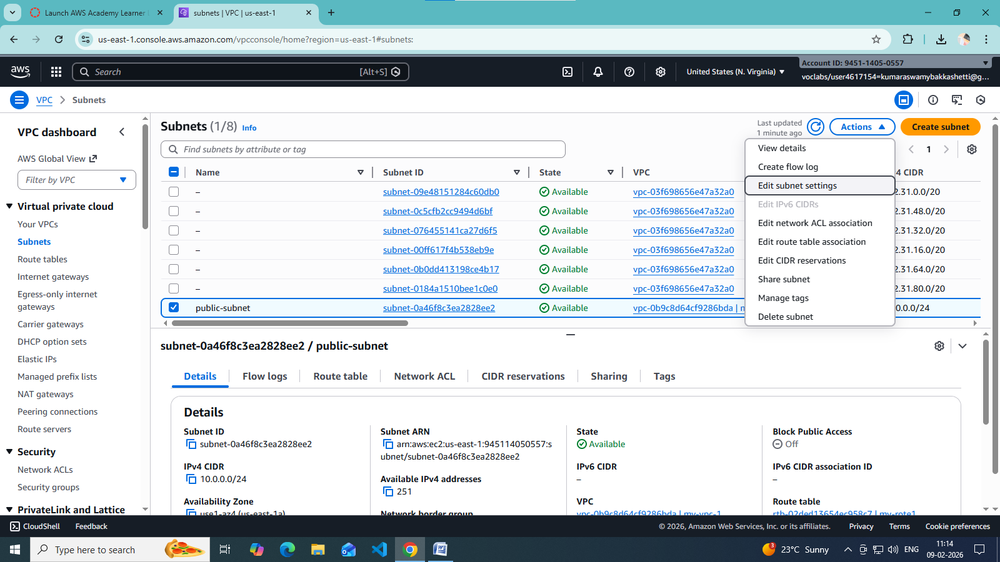 Launch AWS Academy Learner L
subnets | VPC | us-east-1
us-east-1.console.aws.amazon.com/vpcconsole/home?region=us-east-1#subnets:
aws
Search
[Alt+S]
United States (N. Virginia)
Account ID: 9451-1405-0557
voclabs/user4617154=kumaraswamybakkashetti@g...
VPC
Subnets
VPC dashboard
AWS Global View
Filter by VPC
Virtual private cloud
Your VPCs
Subnets
Route tables
Internet gateways
Egress-only internet
gateways
Carrier gateways
DHCP option sets
Elastic IPs
Managed prefix lists
NAT gateways
Peering connections
Route servers
Security
Network ACLs
Security groups
PrivateLink and Lattice
Subnets (1/8) Info
Last updated
1 minute ago
Actions
Create subnet
Find subnets by attribute or tag
1
Name
Subnet ID
State
VPC
4 CIDR
– subnet-09e48151284c60db0 Available vpc-03f698656e47a32a0 2.31.0.0/20
– subnet-0c5cfb2cc9494d6bf Available vpc-03f698656e47a32a0 2.31.48.0/20
– subnet-076455141ca27d6f5 Available vpc-03f698656e47a32a0 2.31.32.0/20
– subnet-00ff617f4b538eb9e Available vpc-03f698656e47a32a0 2.31.16.0/20
– subnet-0b0dd413198ce4b17 Available vpc-03f698656e47a32a0 2.31.64.0/20
– subnet-0184a1510bee1c0e0 Available vpc-03f698656e47a32a0 2.31.80.0/20
public-subnet subnet-0a46f8c3ea2828ee2 Available vpc-0b9c8d64cf9286bda | m 0.0.0/24
View details
Create flow log
Edit subnet settings
Edit IPv6 CIDRs
Edit network ACL association
Edit route table association
Edit CIDR reservations
Share subnet
Manage tags
Delete subnet
subnet-0a46f8c3ea2828ee2 / public-subnet
Details
Flow logs
Route table
Network ACL
CIDR reservations
Sharing
Tags
Details
Subnet ID
subnet-0a46f8c3ea2828ee2
IPv4 CIDR
10.0.0.0/24
Availability Zone
use1-az4 (us-east-1a)
Subnet ARN
arn:aws:ec2:us-east-1:945114050557:s
ubnet/subnet-0a46f8c3ea2828ee2
Available IPv4 addresses
251
Network border group
State
Available
IPv6 CIDR
–
VPC
vpc-0b9c8d64cf9286bda | my-vpc-1
Block Public Access
Off
IPv6 CIDR association ID
–
Route table
rtb-02ded13654ec958c7 | my-rote1
CloudShell
Feedback
© 2026, Amazon Web Services, Inc. or its affiliates.
Privacy
Terms
Cookie preferences
Type here to search
3
23°C Sunny
ENG
11:14
09-02-2026